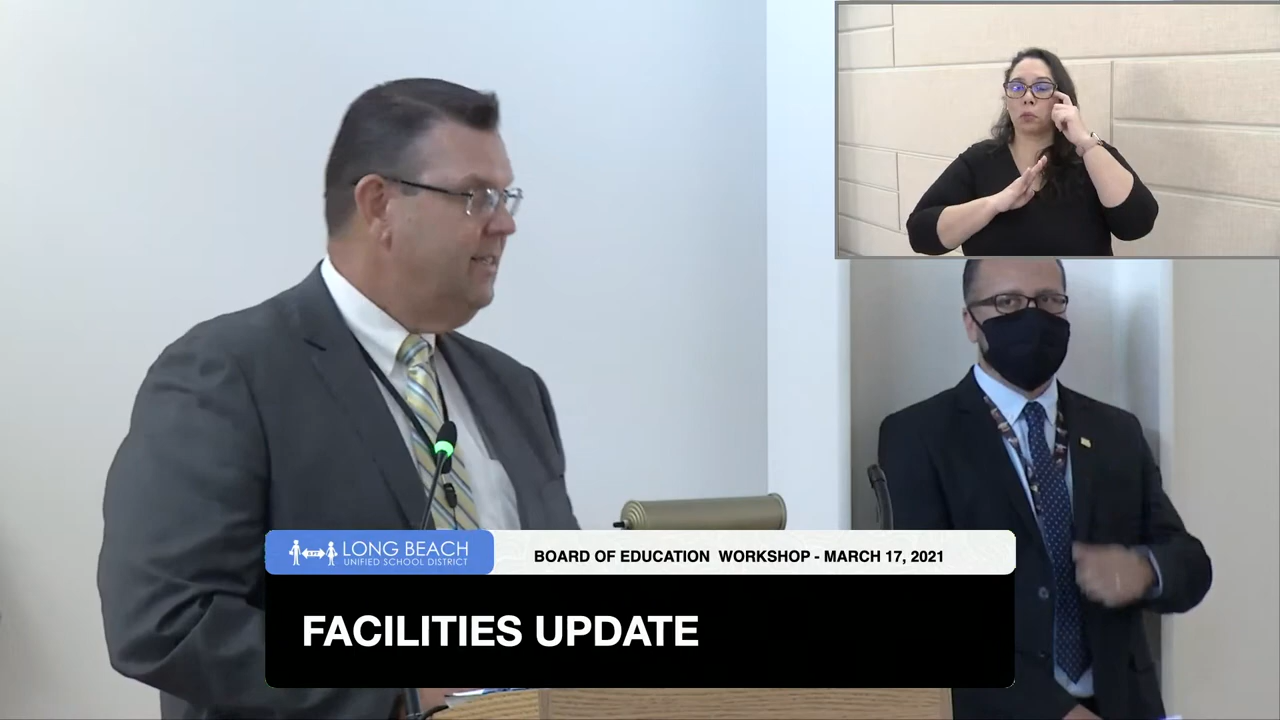 LONG BEACH
UNIFIED SCHOOL DISTRICT
BOARD OF EDUCATION WORKSHOP - MARCH 17, 2021
FACILITIES UPDATE